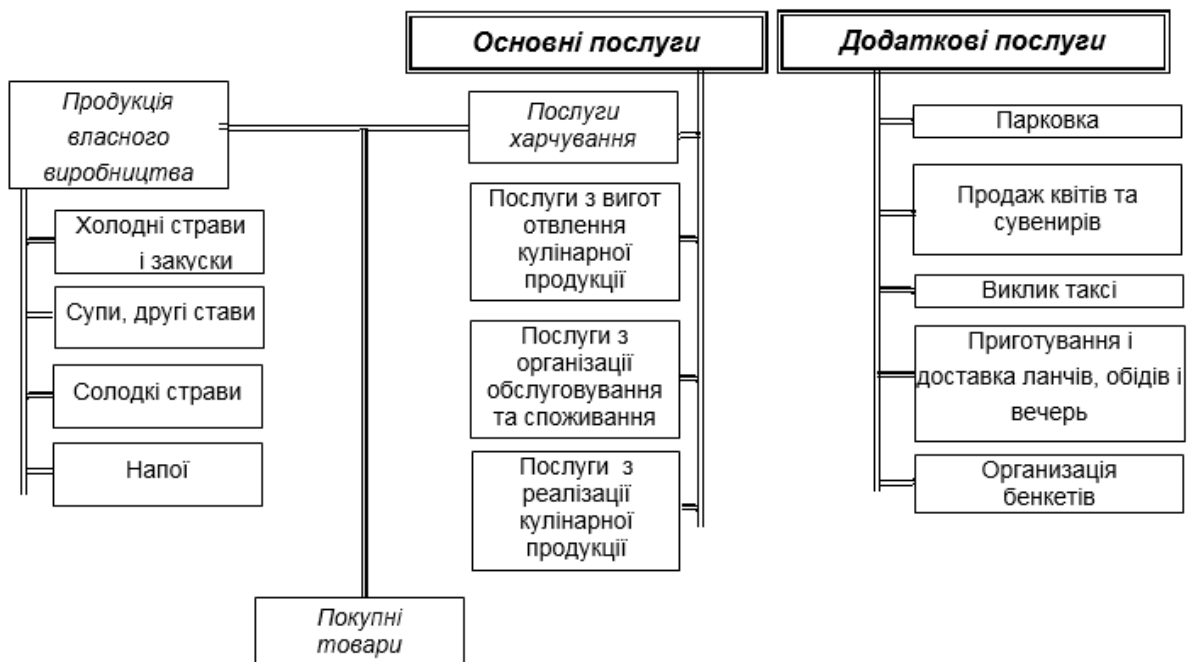 Основні послуги
Додаткові послуги
Продукція
власного
виробництва
Холодні страви
і закуски
Супи, другі стави
Солодкі страви
Напої
Послуги
харчування
Послуги з вигот
отвлення
кулінарної
продукції
Послуги з
організації
обслуговування
та споживання
Послуги з
реалізації
кулінарної
продукції
Покупні
товари
Парковка
Продаж квітів та
сувенирів
Виклик таксі
Приготування і
доставка ланчів, обідів і
вечерь
Организація
бенкетів